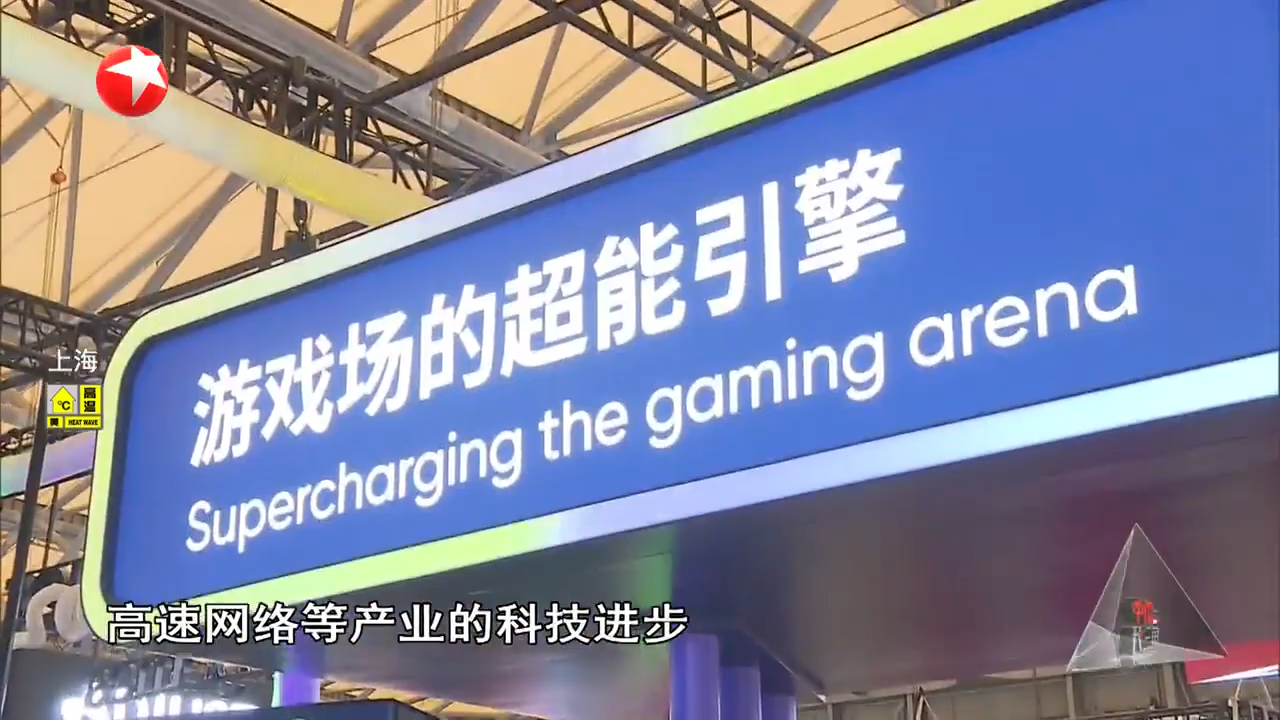 游戏场的超能引擎
Supercharging the gaming arena
上海
℃
高温
黄
HEAT WAVE
高速网络等产业的科技进步